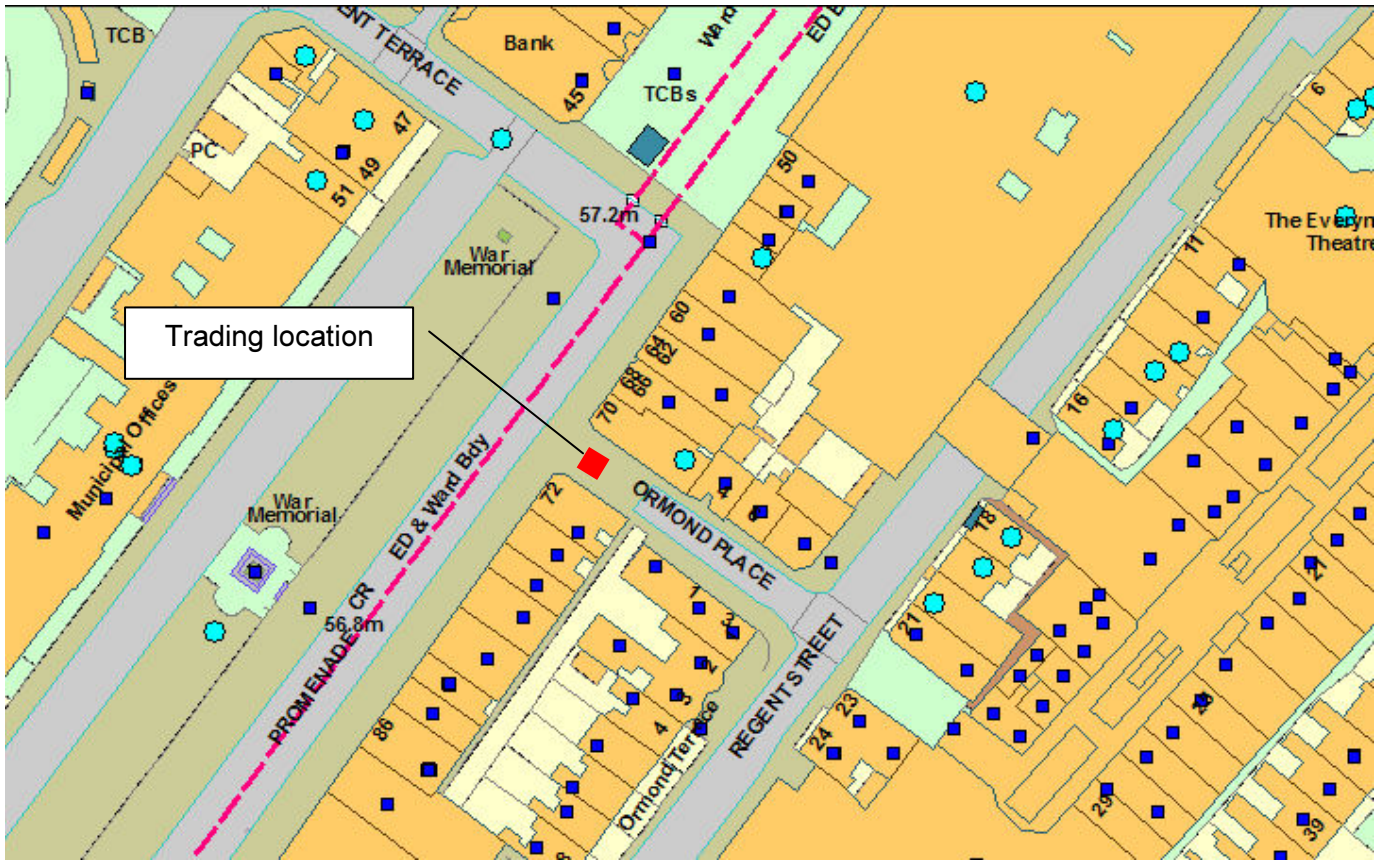 TCB
ENT TERRACE
Bank
45
TCBs
Ward
ED B
6
47
49
51
PC
50
57.2m
War
Memorial
The Everym
Theatre
11
Trading location
60
64
62
68
66
70
16
Municipal Offices
ED & Ward Bdy
72
4
ORMOND PLACE
18
War
Memorial
21
PROMENADE
CR
56.8m
1
3
2
3
4
21
REGENT STREET
86
23
24
Ormond Terrace
29
39
8